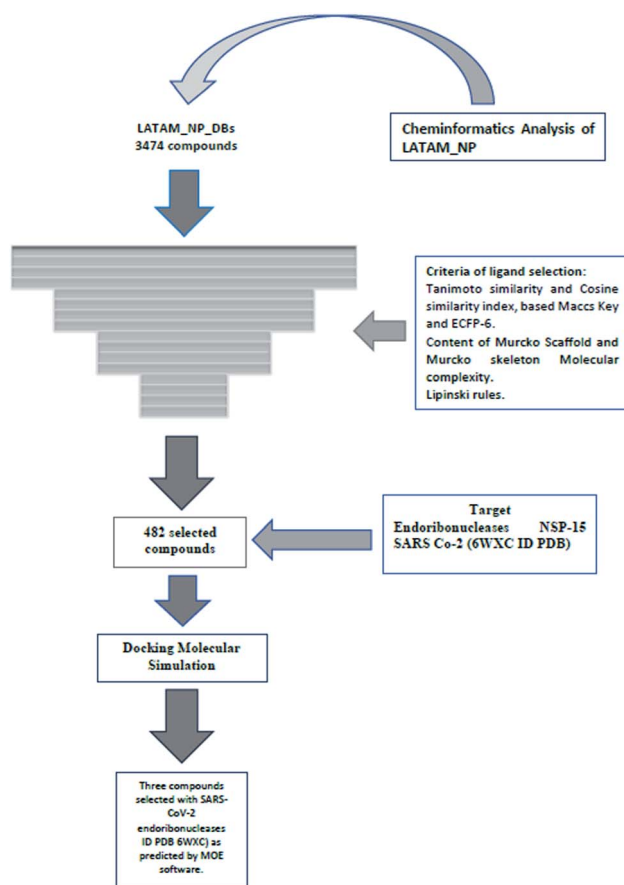 LATAM_NP_DBs
3474 compounds
Cheminformatics Analysis of
LATAM_NP
Criteria of ligand selection:
Tanimoto similarity and Cosine
similarity index, based Maccs Key
and ECFP-6.
Content of Murcko Scaffold and
Murcko skeleton Molecular
complexity.
Lipinski rules.
482 selected
compounds
Target
Endoribonucleases NSP-15
SARS Co-2 (6WXC ID PDB)
Docking Molecular
Simulation
Three compounds
selected with SARS-
CoV-2
endoribonucleases
ID PDB 6WXC) as
predicted by MOE
software.